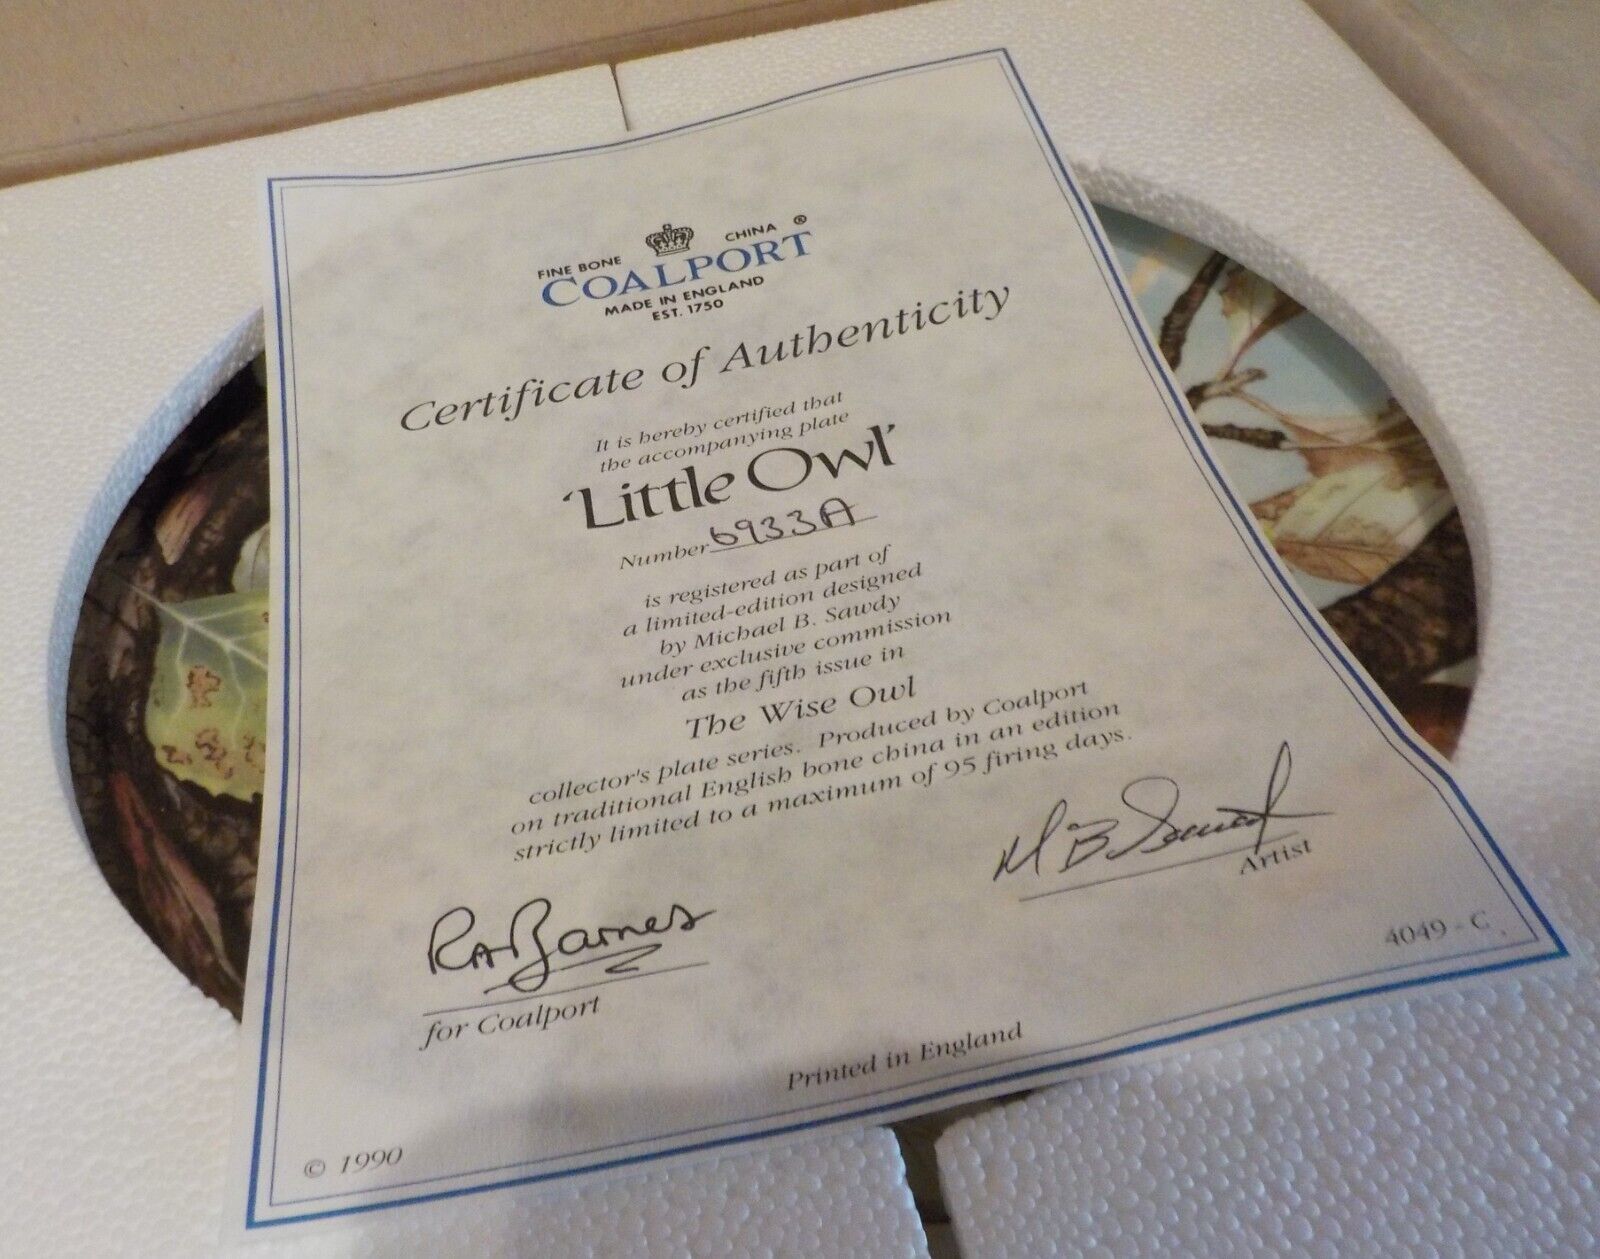 FINE BONE CHINA ®
COALPORT
MADE IN ENGLAND
EST. 1750
Certificate of Authenticity
It is hereby certified that
the accompanying plate
'Little Owl'
Number 6933A
is registered as part of
a limited-edition designed
by Michael B. Sawdy
under exclusive commission
as the fifth issue in
The Wise Owl
collector's plate series. Produced by Coalport
on traditional English bone china in an edition
strictly limited to a maximum of 95 firing days.
RA Barnes
for Coalport
M B Sawdy
Artist
4049 - C
Printed in England
© 1990